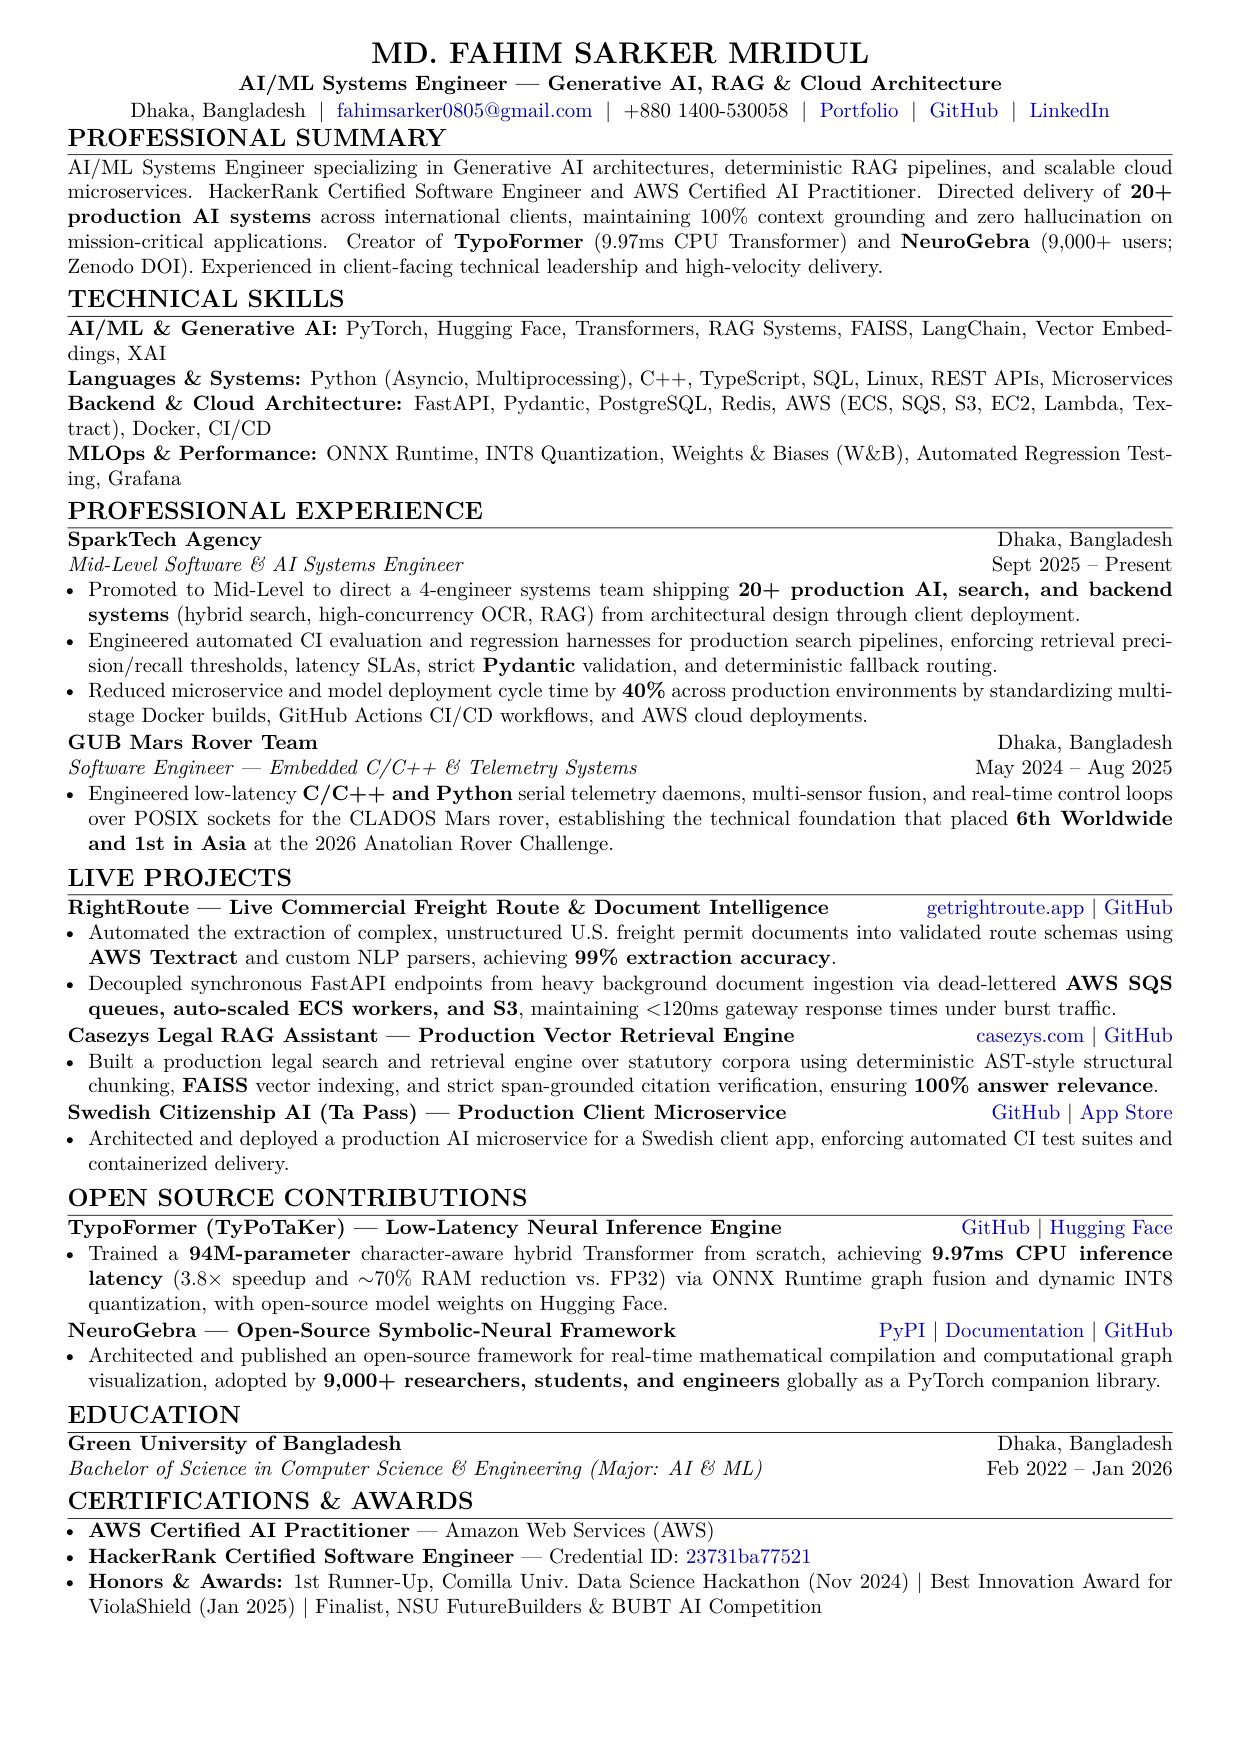 MD. FAHIM SARKER MRIDUL
AI/ML Systems Engineer — Generative AI, RAG & Cloud Architecture
Dhaka, Bangladesh | fahimsarker0805@gmail.com | +880 1400-530058 | Portfolio | GitHub | LinkedIn
PROFESSIONAL SUMMARY
AI/ML Systems Engineer specializing in Generative AI architectures, deterministic RAG pipelines, and scalable cloud
microservices. HackerRank Certified Software Engineer and AWS Certified AI Practitioner. Directed delivery of 20+
production AI systems across international clients, maintaining 100% context grounding and zero hallucination on
mission-critical applications. Creator of TypoFormer (9.97ms CPU Transformer) and NeuroGebra (9,000+ users;
Zenodo DOI). Experienced in client-facing technical leadership and high-velocity delivery.
TECHNICAL SKILLS
AI/ML & Generative AI: PyTorch, Hugging Face, Transformers, RAG Systems, FAISS, LangChain, Vector Embed-
dings, XAI
Languages & Systems: Python (Asyncio, Multiprocessing), C++, TypeScript, SQL, Linux, REST APIs, Microservices
Backend & Cloud Architecture: FastAPI, Pydantic, PostgreSQL, Redis, AWS (ECS, SQS, S3, EC2, Lambda, Tex-
tract), Docker, CI/CD
MLOps & Performance: ONNX Runtime, INT8 Quantization, Weights & Biases (W&B), Automated Regression Test-
ing, Grafana
PROFESSIONAL EXPERIENCE
SparkTech Agency Dhaka, Bangladesh
Mid-Level Software & AI Systems Engineer Sept 2025 – Present
• Promoted to Mid-Level to direct a 4-engineer systems team shipping 20+ production AI, search, and backend
systems (hybrid search, high-concurrency OCR, RAG) from architectural design through client deployment.
• Engineered automated CI evaluation and regression harnesses for production search pipelines, enforcing retrieval preci-
sion/recall thresholds, latency SLAs, strict Pydantic validation, and deterministic fallback routing.
• Reduced microservice and model deployment cycle time by 40% across production environments by standardizing multi-
stage Docker builds, GitHub Actions CI/CD workflows, and AWS cloud deployments.
GUB Mars Rover Team Dhaka, Bangladesh
Software Engineer — Embedded C/C++ & Telemetry Systems May 2024 – Aug 2025
• Engineered low-latency C/C++ and Python serial telemetry daemons, multi-sensor fusion, and real-time control loops
over POSIX sockets for the CLADOS Mars rover, establishing the technical foundation that placed 6th Worldwide
and 1st in Asia at the 2026 Anatolian Rover Challenge.
LIVE PROJECTS
RightRoute — Live Commercial Freight Route & Document Intelligence getrightroute.app | GitHub
• Automated the extraction of complex, unstructured U.S. freight permit documents into validated route schemas using
AWS Textract and custom NLP parsers, achieving 99% extraction accuracy.
• Decoupled synchronous FastAPI endpoints from heavy background document ingestion via dead-lettered AWS SQS
queues, auto-scaled ECS workers, and S3, maintaining <120ms gateway response times under burst traffic.
Casezys Legal RAG Assistant — Production Vector Retrieval Engine casezys.com | GitHub
• Built a production legal search and retrieval engine over statutory corpora using deterministic AST-style structural
chunking, FAISS vector indexing, and strict span-grounded citation verification, ensuring 100% answer relevance.
Swedish Citizenship AI (Ta Pass) — Production Client Microservice GitHub | App Store
• Architected and deployed a production AI microservice for a Swedish client app, enforcing automated CI test suites and
containerized delivery.
OPEN SOURCE CONTRIBUTIONS
TypoFormer (TyPoTaKer) — Low-Latency Neural Inference Engine GitHub | Hugging Face
• Trained a 94M-parameter character-aware hybrid Transformer from scratch, achieving 9.97ms CPU inference
latency (3.8× speedup and ∼70% RAM reduction vs. FP32) via ONNX Runtime graph fusion and dynamic INT8
quantization, with open-source model weights on Hugging Face.
NeuroGebra — Open-Source Symbolic-Neural Framework PyPI | Documentation | GitHub
• Architected and published an open-source framework for real-time mathematical compilation and computational graph
visualization, adopted by 9,000+ researchers, students, and engineers globally as a PyTorch companion library.
EDUCATION
Green University of Bangladesh Dhaka, Bangladesh
Bachelor of Science in Computer Science & Engineering (Major: AI & ML) Feb 2022 – Jan 2026
CERTIFICATIONS & AWARDS
• AWS Certified AI Practitioner — Amazon Web Services (AWS)
• HackerRank Certified Software Engineer — Credential ID: 23731ba77521
• Honors & Awards: 1st Runner-Up, Comilla Univ. Data Science Hackathon (Nov 2024) | Best Innovation Award for
ViolaShield (Jan 2025) | Finalist, NSU FutureBuilders & BUBT AI Competition